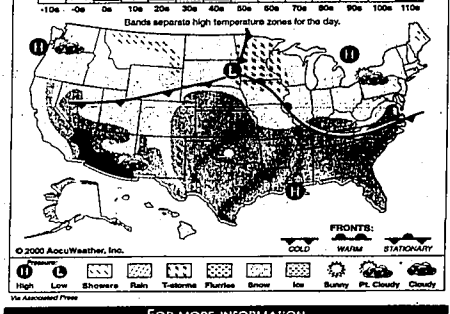 -10s -0s 0s 10s 20s 30s 40s 50s 60s 70s 80s 90s 100s 110s
Bands separate high temperature zones for the day.
H
H
L
H
FRONTS:
COLD WARM STATIONARY
© 2000 AccuWeather, Inc.
Pressure:
H L
High Low Showers Rain T-storms Flurries Snow Ice Sunny Pt. Cloudy Cloudy
Via Associated Press
FOR MORE INFORMATION